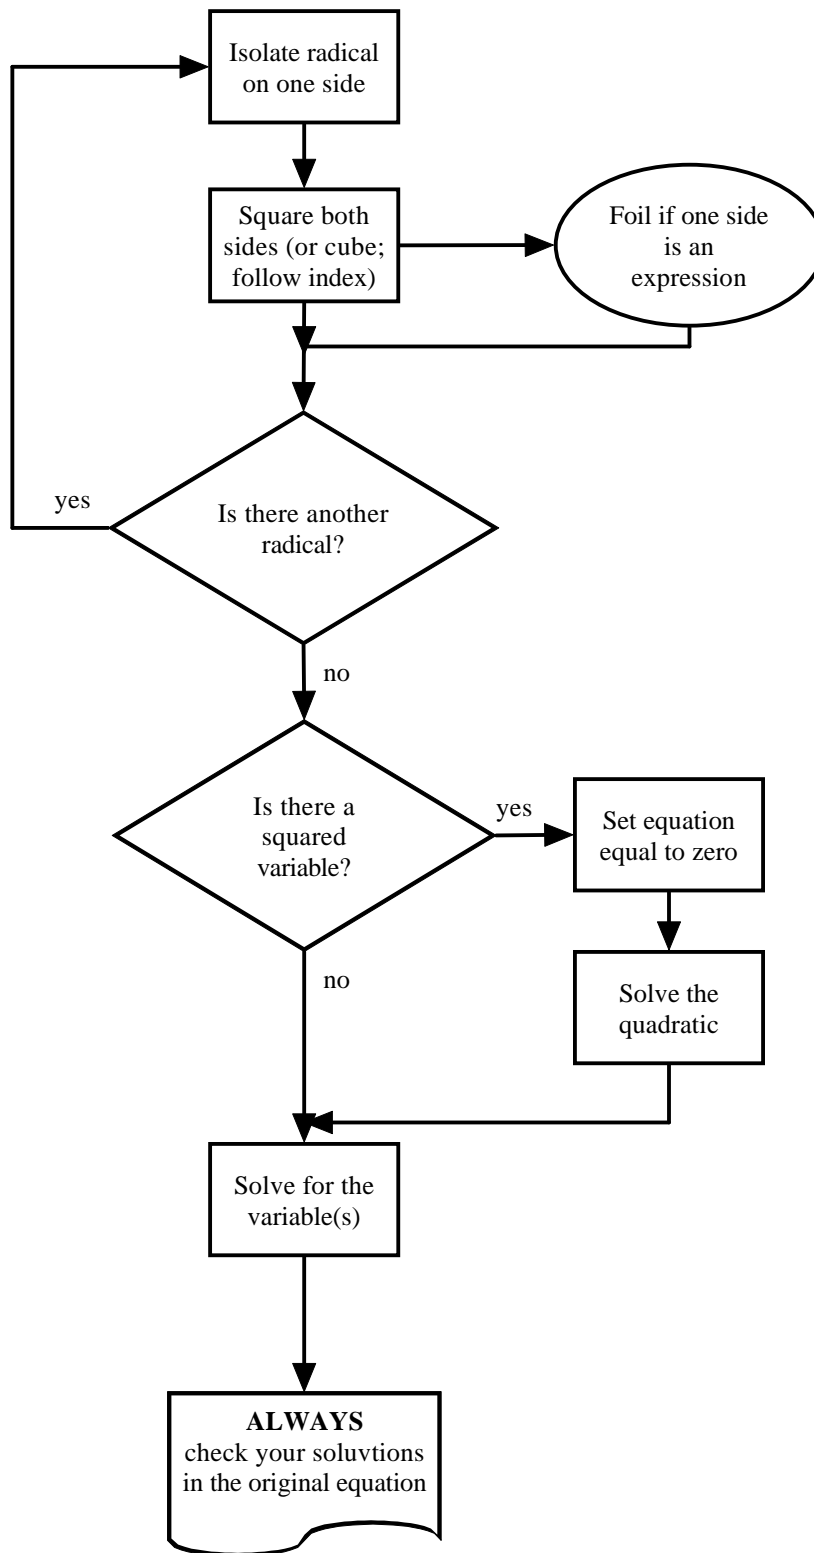 Isolate radical
on one side
Square both
sides (or cube;
follow index)
Foil if one side
is an
expression
yes
Is there another
radical?
no
Is there a
squared
variable?
yes
Set equation
equal to zero
no
Solve the
quadratic
Solve for the
variable(s)
ALWAYS
check your soluvtions
in the original equation